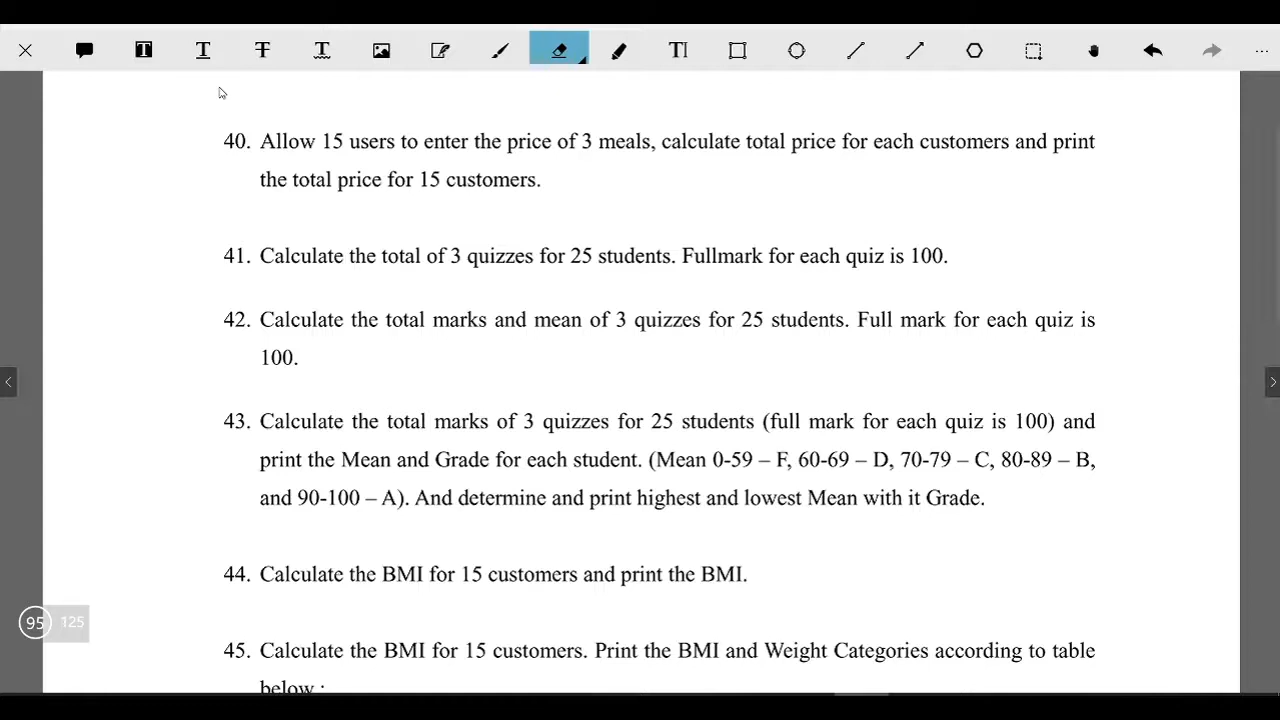 40. Allow 15 users to enter the price of 3 meals, calculate total price for each customers and print
the total price for 15 customers.
41. Calculate the total of 3 quizzes for 25 students. Fullmark for each quiz is 100.
42. Calculate the total marks and mean of 3 quizzes for 25 students. Full mark for each quiz is
100.
43. Calculate the total marks of 3 quizzes for 25 students (full mark for each quiz is 100) and
print the Mean and Grade for each student. (Mean 0-59 – F, 60-69 – D, 70-79 – C, 80-89 – B,
and 90-100 – A). And determine and print highest and lowest Mean with it Grade.
44. Calculate the BMI for 15 customers and print the BMI.
95 125
45. Calculate the BMI for 15 customers. Print the BMI and Weight Categories according to table
below :